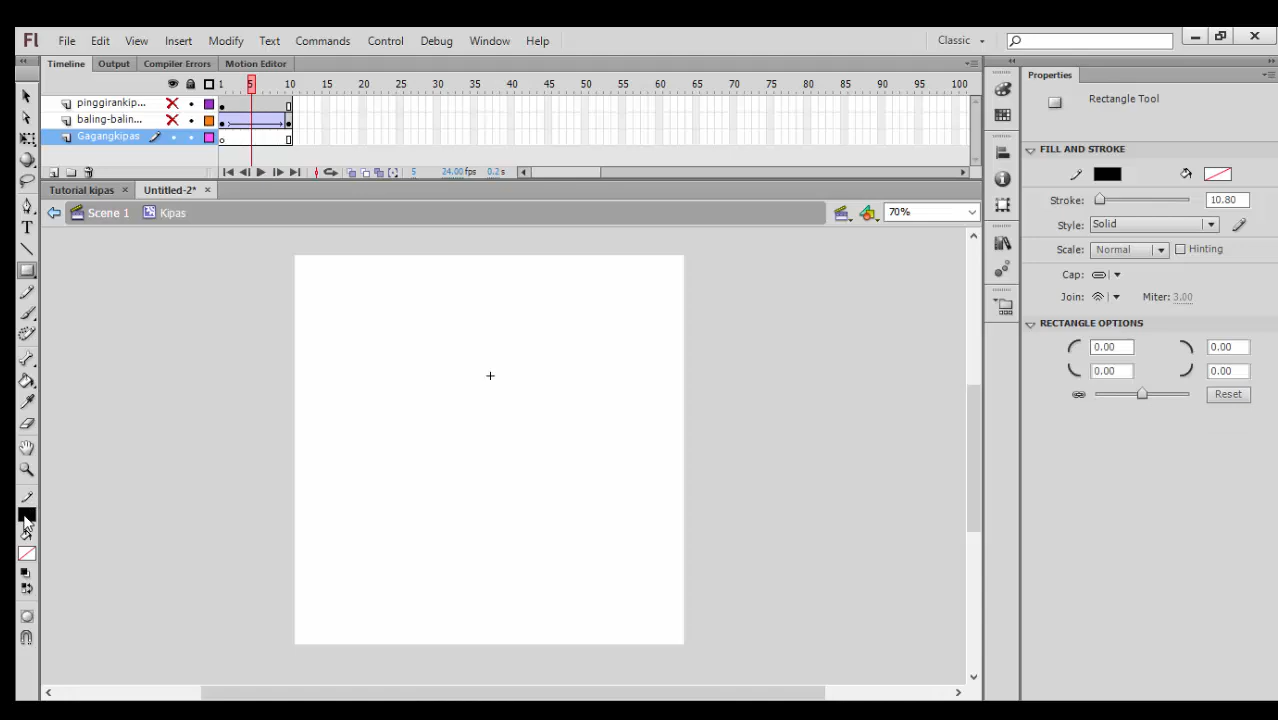 Fl File Edit View Insert Modify Text Commands Control Debug Window Help Classic
Timeline Output Compiler Errors Motion Editor
1 5 10 15 20 25 30 35 40 45 50 55 60 65 70 75 80 85 90 95 100
pinggirankip...
baling-balin...
Gagangkipas
5 24.00 fps 0.2 s
Tutorial kipas × Untitled-2* ×
Scene 1 Kipas 70%
Properties
Rectangle Tool
FILL AND STROKE
Stroke: 10.80
Style: Solid
Scale: Normal Hinting
Cap:
Join: Miter: 3.00
RECTANGLE OPTIONS
0.00 0.00
0.00 0.00
Reset